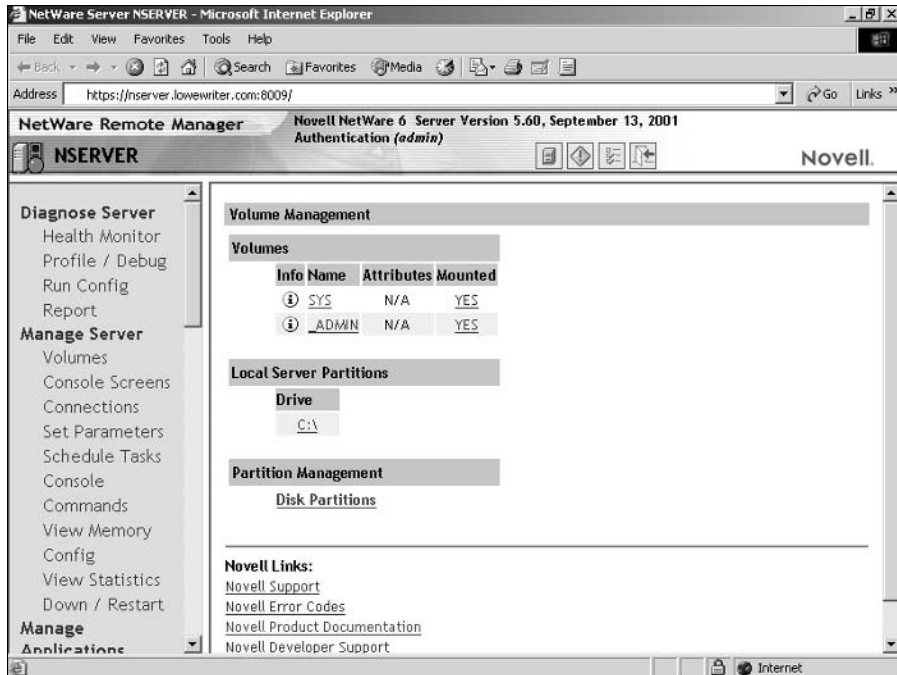 NetWare Server NSERVER - Microsoft Internet Explorer
File Edit View Favorites Tools Help
Back Search Favorites Media
Address https://nserver.lowewriter.com:8009/ Go Links »
NetWare Remote Manager
Novell NetWare 6 Server Version 5.60, September 13, 2001
Authentication (admin)
NSERVER
Novell.
Diagnose Server
Health Monitor
Profile / Debug
Run Config
Report
Manage Server
Volumes
Console Screens
Connections
Set Parameters
Schedule Tasks
Console
Commands
View Memory
Config
View Statistics
Down / Restart
Manage
Applications
Volume Management
Volumes
Info Name Attributes Mounted
SYS N/A YES
_ADMIN N/A YES
Local Server Partitions
Drive
C:\
Partition Management
Disk Partitions
Novell Links:
Novell Support
Novell Error Codes
Novell Product Documentation
Novell Developer Support
Internet